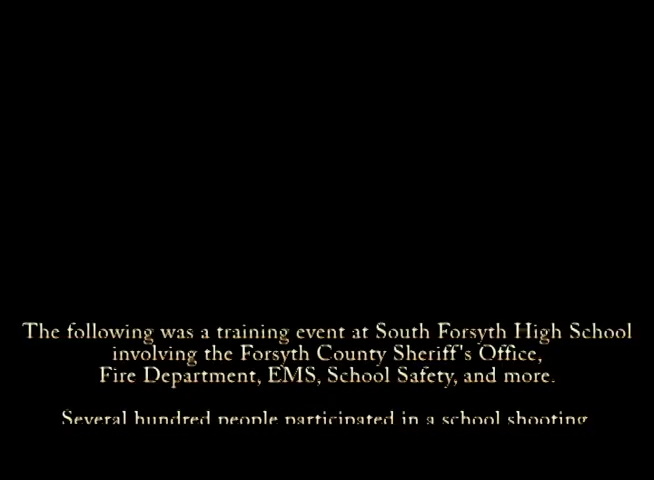 The following was a training event at South Forsyth High School
involving the Forsyth County Sheriff's Office,
Fire Department, EMS, School Safety, and more.
Several hundred people participated in a school shooting